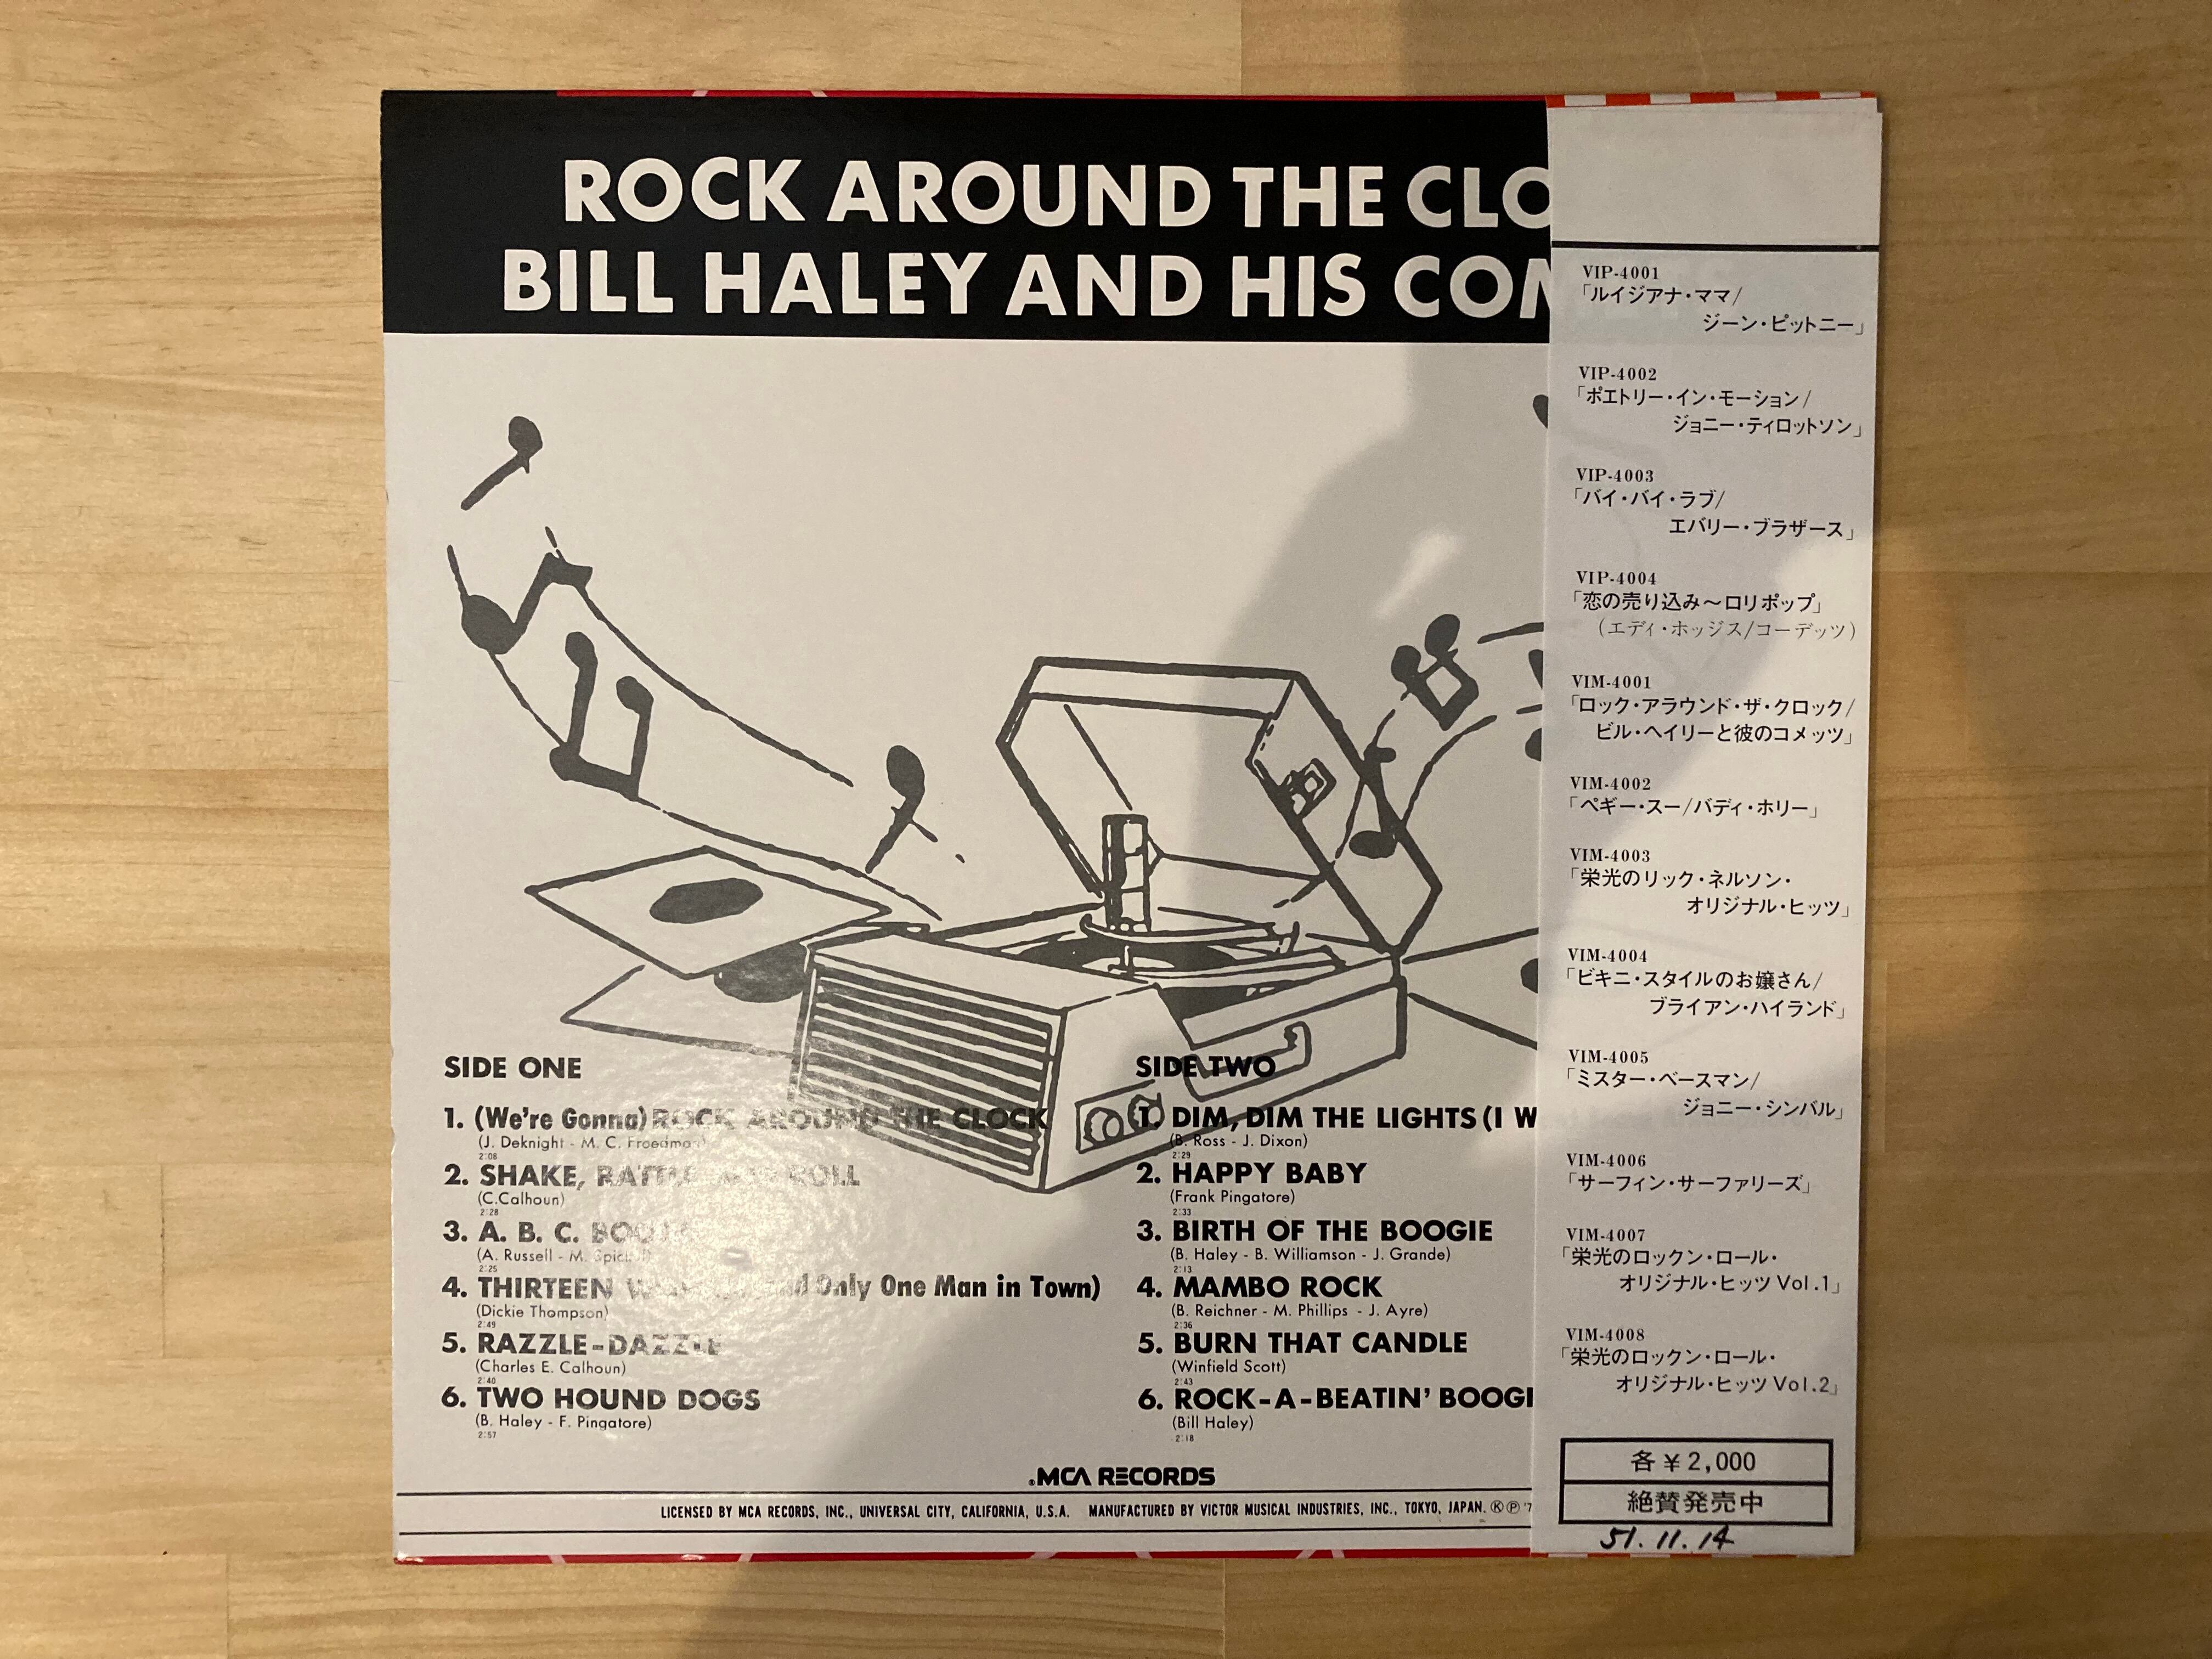 ROCK AROUND THE CLO
BILL HALEY AND HIS COM
SIDE ONE
1. (We're Gonna) ROCK AROUND THE CLOCK
(J. Deknight - M. C. Freedman)
2:08
2. SHAKE, RATTLE AND ROLL
(C.Calhoun)
2:28
3. A. B. C. BOOGIE
(A. Russell - M. Spickol)
2:25
4. THIRTEEN and Only One Man in Town)
(Dickie Thompson)
2:49
5. RAZZLE-DAZZLE
(Charles E. Calhoun)
2:40
6. TWO HOUND DOGS
(B. Haley - F. Pingatore)
2:57
SIDE TWO
1. DIM, DIM THE LIGHTS (I W
(B. Ross - J. Dixon)
2:29
2. HAPPY BABY
(Frank Pingatore)
2:33
3. BIRTH OF THE BOOGIE
(B. Haley - B. Williamson - J. Grande)
2:13
4. MAMBO ROCK
(B. Reichner - M. Phillips - J. Ayre)
2:36
5. BURN THAT CANDLE
(Winfield Scott)
2:43
6. ROCK-A-BEATIN' BOOGI
(Bill Haley)
2:18
MCA RECORDS
LICENSED BY MCA RECORDS, INC., UNIVERSAL CITY, CALIFORNIA, U.S.A. MANUFACTURED BY VICTOR MUSICAL INDUSTRIES, INC., TOKYO, JAPAN. Ⓚ Ⓟ '7
VIP-4001
「ルイジアナ・ママ/
ジーン・ピットニー」
VIP-4002
「ポエトリー・イン・モーション/
ジョニー・ティロットソン」
VIP-4003
「バイ・バイ・ラブ/
エバリー・ブラザース」
VIP-4004
「恋の売り込み〜ロリポップ」
(エディ・ホッジス/コーデッツ)
VIM-4001
「ロック・アラウンド・ザ・クロック/
ビル・ヘイリーと彼のコメッツ」
VIM-4002
「ペギー・スー/バディ・ホリー」
VIM-4003
「栄光のリック・ネルソン・
オリジナル・ヒッツ」
VIM-4004
「ビキニ・スタイルのお嬢さん/
ブライアン・ハイランド」
VIM-4005
「ミスター・ベースマン/
ジョニー・シンバル」
VIM-4006
「サーフィン・サーファリーズ」
VIM-4007
「栄光のロックン・ロール・
オリジナル・ヒッツ Vol.1」
VIM-4008
「栄光のロックン・ロール・
オリジナル・ヒッツ Vol.2」
各¥2,000
絶賛発売中
51.11.14